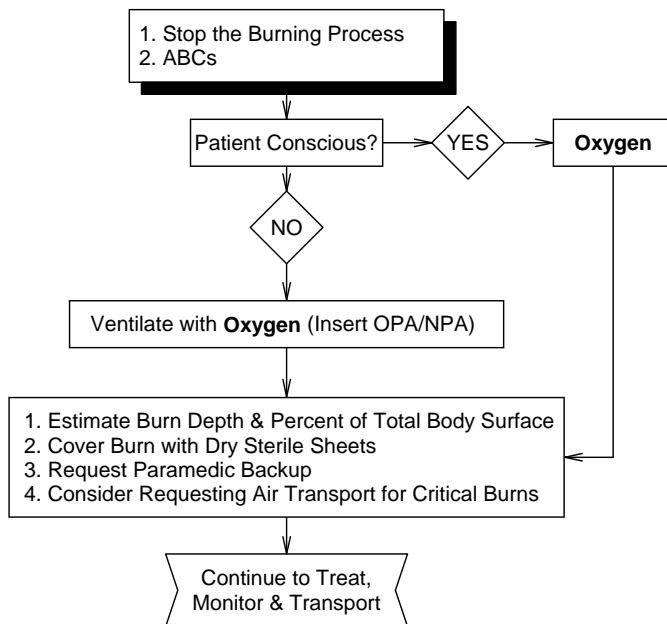 1. Stop the Burning Process
2. ABCs
Patient Conscious?
YES
Oxygen
NO
Ventilate with Oxygen (Insert OPA/NPA)
1. Estimate Burn Depth & Percent of Total Body Surface
2. Cover Burn with Dry Sterile Sheets
3. Request Paramedic Backup
4. Consider Requesting Air Transport for Critical Burns
Continue to Treat,
Monitor & Transport